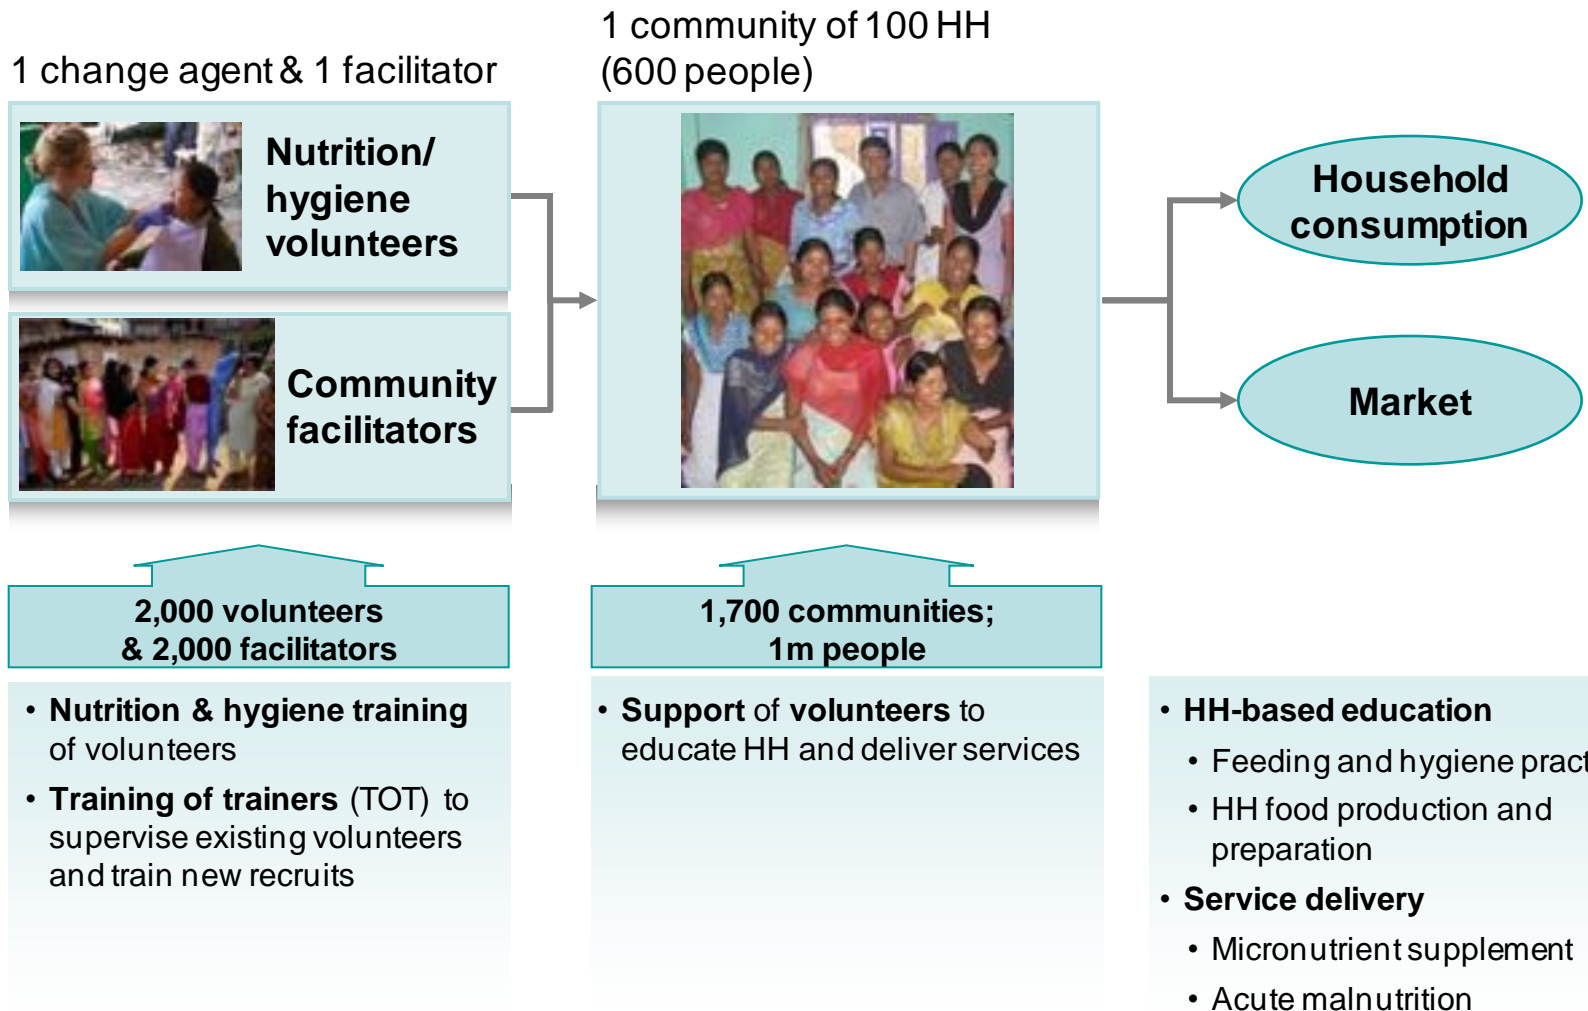 1 change agent & 1 facilitator
1 community of 100 HH
(600 people)
Nutrition/
hygiene
volunteers
Community
facilitators
Household
consumption
Market
2,000 volunteers
& 2,000 facilitators
1,700 communities;
1m people
• Nutrition & hygiene training
of volunteers
• Training of trainers (TOT) to
supervise existing volunteers
and train new recruits
• Support of volunteers to
educate HH and deliver services
• HH-based education
• Feeding and hygiene pract
• HH food production and
preparation
• Service delivery
• Micronutrient supplement
• Acute malnutrition